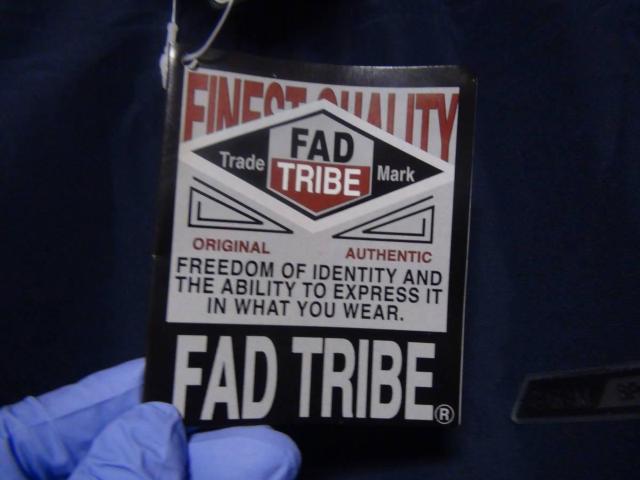 FINEST QUALITY
FAD
Trade
Mark
TRIBE
ORIGINAL
AUTHENTIC
FREEDOM OF IDENTITY AND
THE ABILITY TO EXPRESS IT
IN WHAT YOU WEAR.
FAD TRIBE®